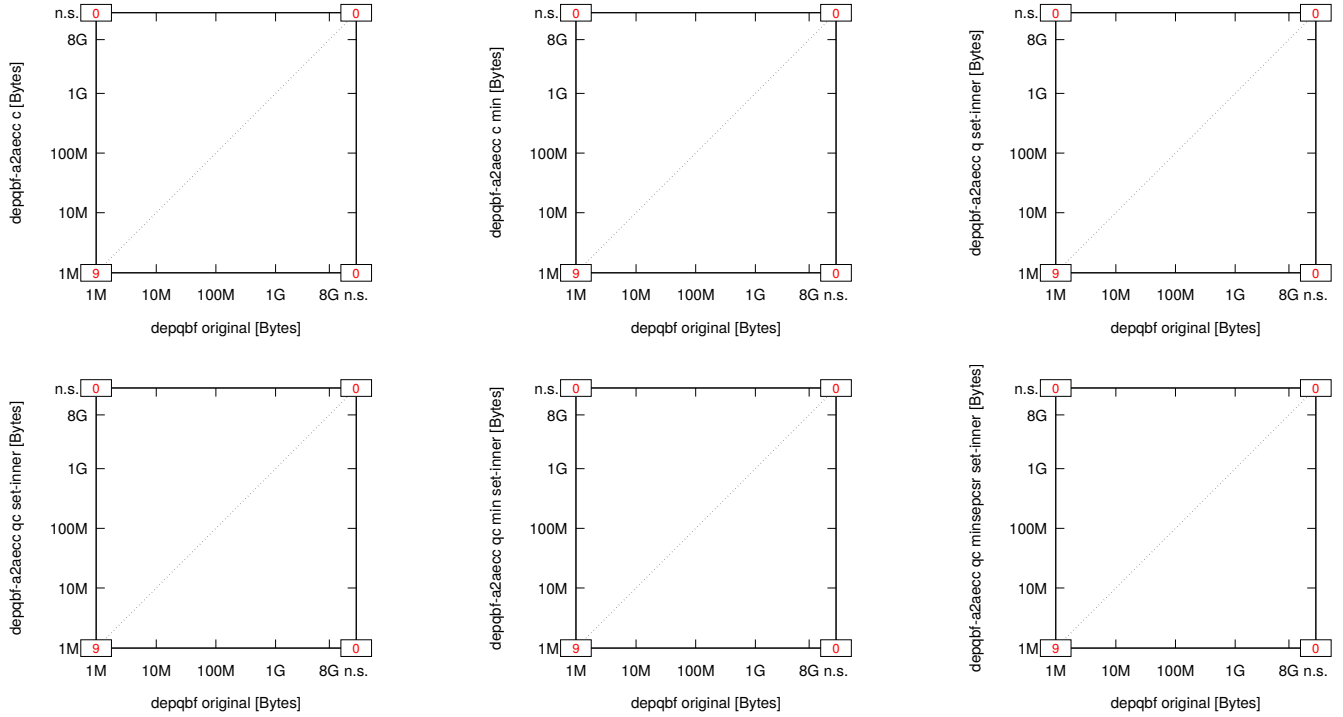 n.s. 0 0
8G
1G
100M
10M
1M 9 0
1M 10M 100M 1G 8G n.s.
depqbf-a2aecc c [Bytes]
depqbf original [Bytes]
n.s. 0 0
8G
1G
100M
10M
1M 9 0
1M 10M 100M 1G 8G n.s.
depqbf-a2aecc c min [Bytes]
depqbf original [Bytes]
n.s. 0 0
8G
1G
100M
10M
1M 9 0
1M 10M 100M 1G 8G n.s.
depqbf-a2aecc q set-inner [Bytes]
depqbf original [Bytes]
n.s. 0 0
8G
1G
100M
10M
1M 9 0
1M 10M 100M 1G 8G n.s.
depqbf-a2aecc qc set-inner [Bytes]
depqbf original [Bytes]
n.s. 0 0
8G
1G
100M
10M
1M 9 0
1M 10M 100M 1G 8G n.s.
depqbf-a2aecc qc min set-inner [Bytes]
depqbf original [Bytes]
n.s. 0 0
8G
1G
100M
10M
1M 9 0
1M 10M 100M 1G 8G n.s.
depqbf-a2aecc qc minsepcsr set-inner [Bytes]
depqbf original [Bytes]